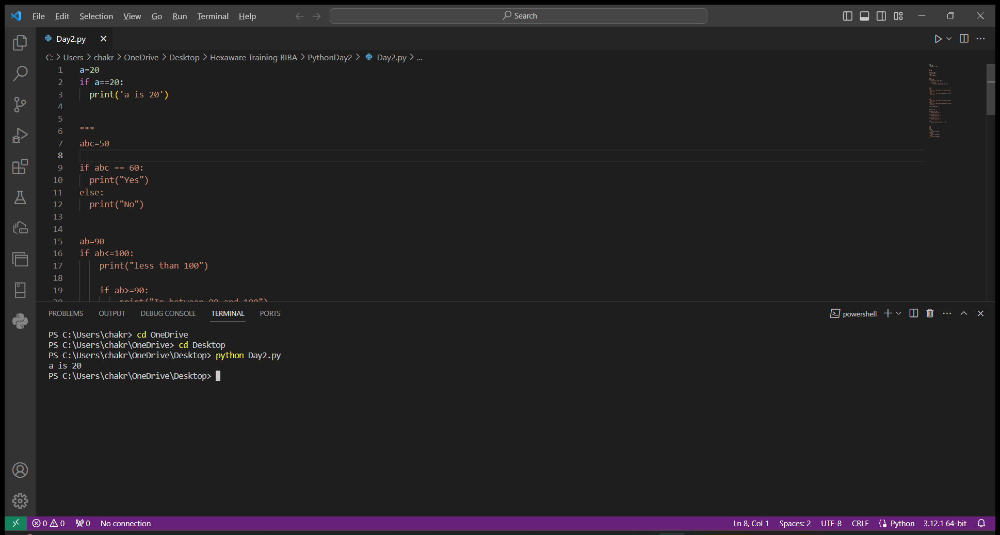 File Edit Selection View Go Run Terminal Help Search
Day2.py
C: > Users > chakr > OneDrive > Desktop > Hexaware Training BIBA > PythonDay2 > Day2.py > ...
1 a=20
2 if a==20:
3 print('a is 20')
4
5
6 """
7 abc=50
8
9 if abc == 60:
10 print("Yes")
11 else:
12 print("No")
13
14
15 ab=90
16 if ab<=100:
17 print("less than 100")
18
19 if ab>=90:
20 print("In between 90 and 100")
PROBLEMS OUTPUT DEBUG CONSOLE TERMINAL PORTS powershell
PS C:\Users\chakr> cd OneDrive
PS C:\Users\chakr\OneDrive> cd Desktop
PS C:\Users\chakr\OneDrive\Desktop> python Day2.py
a is 20
PS C:\Users\chakr\OneDrive\Desktop>
0 0 0 No connection Ln 8, Col 1 Spaces: 2 UTF-8 CRLF Python 3.12.1 64-bit